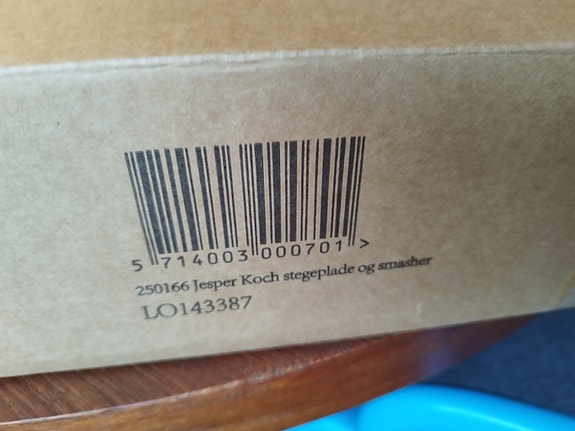 5 714003 000701 >
250166 Jesper Koch stegeplade og smasher
LO143387